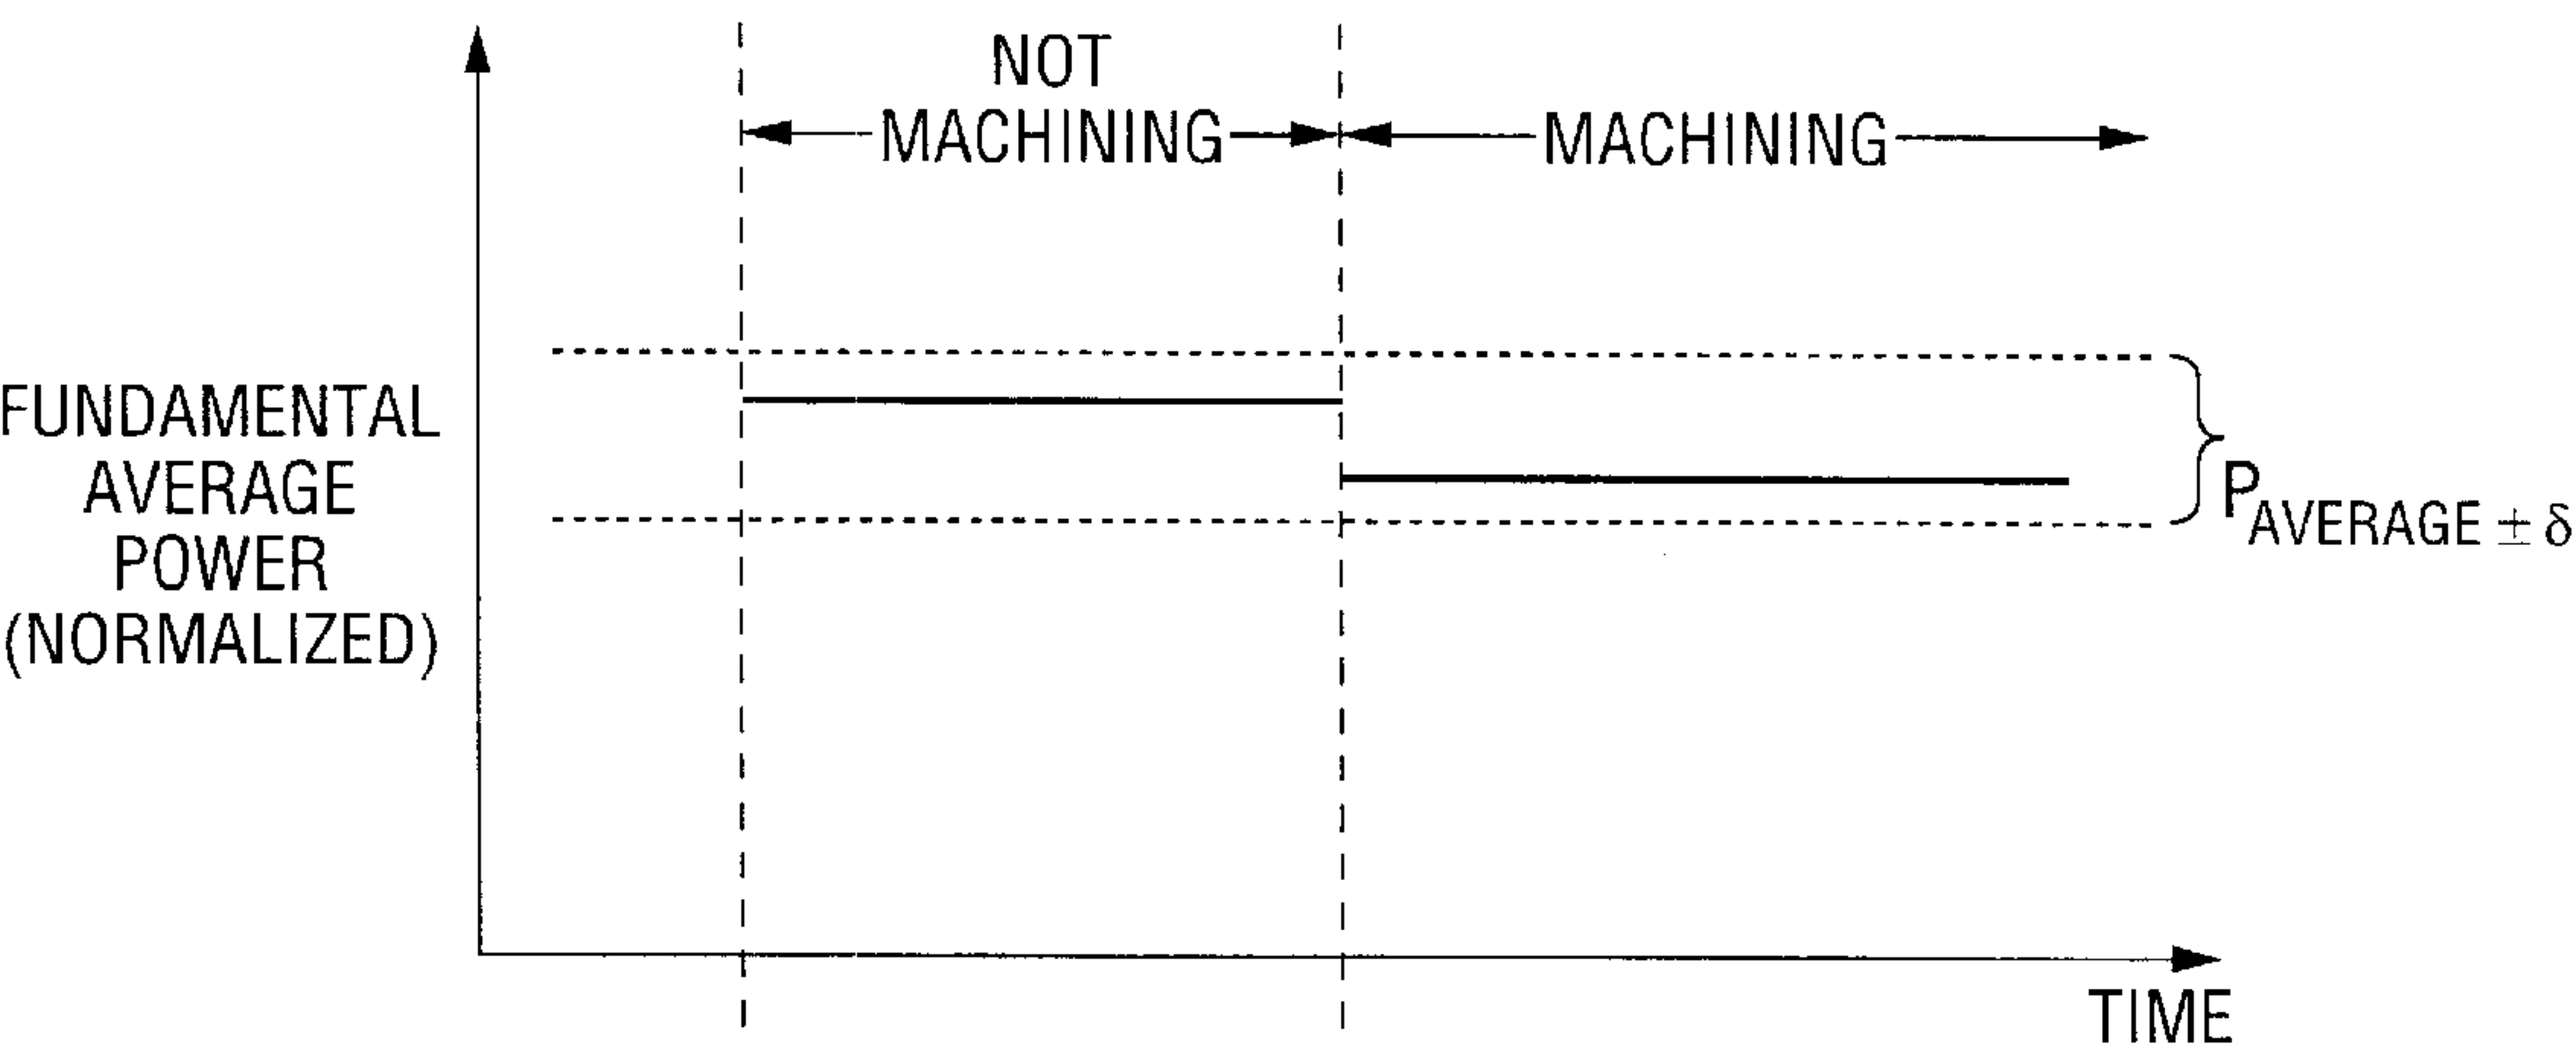 NOT
MACHINING
MACHINING
FUNDAMENTAL
AVERAGE
POWER
(NORMALIZED)
PAVERAGE ± δ
TIME